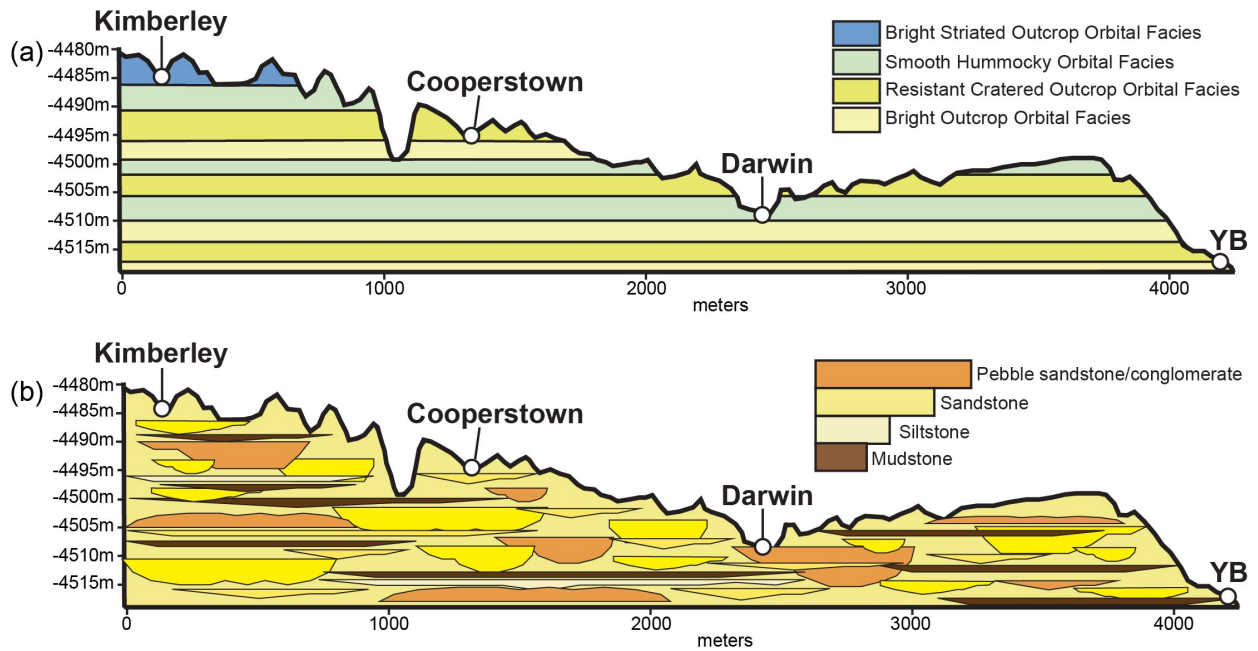 Kimberley
(a)
-4480m
-4485m
-4490m
-4495m
-4500m
-4505m
-4510m
-4515m
Cooperstown
Darwin
YB
Bright Striated Outcrop Orbital Facies
Smooth Hummocky Orbital Facies
Resistant Cratered Outcrop Orbital Facies
Bright Outcrop Orbital Facies
0 1000 2000 3000 4000
meters
Kimberley
(b)
-4480m
-4485m
-4490m
-4495m
-4500m
-4505m
-4510m
-4515m
Cooperstown
Darwin
YB
Pebble sandstone/conglomerate
Sandstone
Siltstone
Mudstone
0 1000 2000 3000 4000
meters